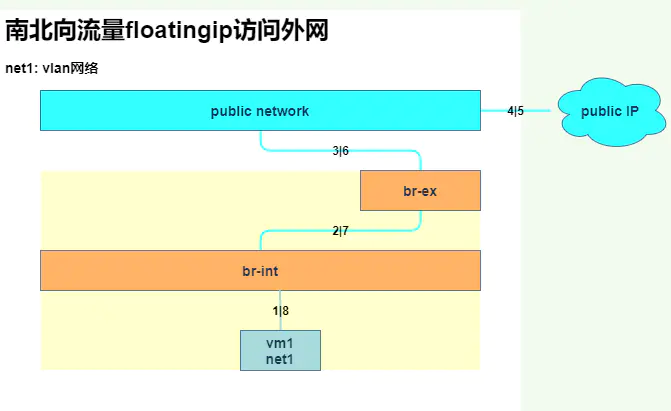 南北向流量floatingip访问外网
net1: vlan网络
public network
4|5
public IP
3|6
br-ex
2|7
br-int
1|8
vm1
net1